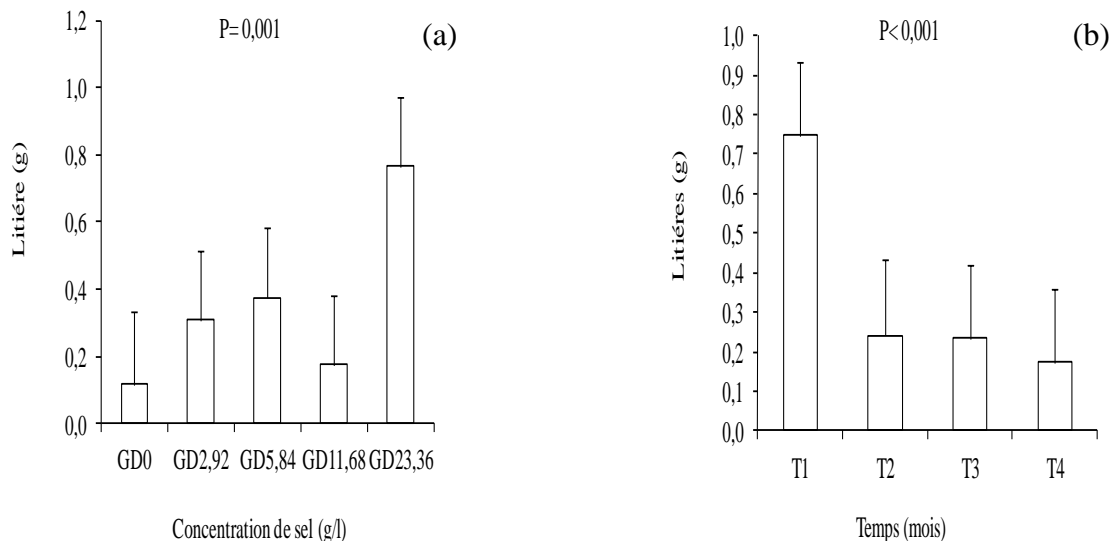 P= 0,001
(a)
1,2
1,0
0,8
0,6
0,4
0,2
0,0
Litiére (g)
GD0 GD2,92 GD5,84 GD11,68 GD23,36
Concentration de sel (g/l)
P< 0,001
(b)
1,0
0,9
0,8
0,7
0,6
0,5
0,4
0,3
0,2
0,1
0,0
Litiéres (g)
T1 T2 T3 T4
Temps (mois)